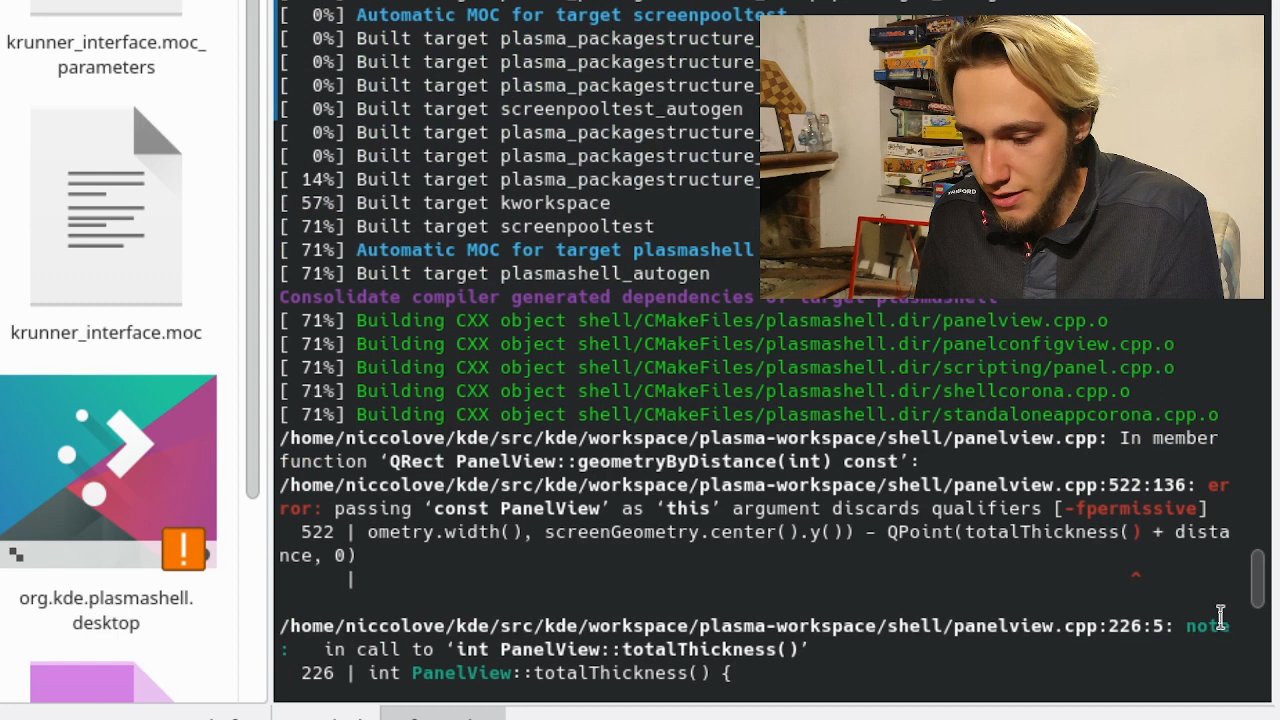 krunner_interface.moc_
parameters
krunner_interface.moc
org.kde.plasmashell.
desktop
[  0%] Automatic MOC for target screenpooltest
[  0%] Built target plasma_packagestructure_
[  0%] Built target plasma_packagestructure_
[  0%] Built target plasma_packagestructure_
[  0%] Built target screenpooltest_autogen
[  0%] Built target plasma_packagestructure_
[  0%] Built target plasma_packagestructure_
[ 14%] Built target plasma_packagestructure_
[ 57%] Built target kworkspace
[ 71%] Built target screenpooltest
[ 71%] Automatic MOC for target plasmashell
[ 71%] Built target plasmashell_autogen
Consolidate compiler generated dependencies of target plasmashell
[ 71%] Building CXX object shell/CMakeFiles/plasmashell.dir/panelview.cpp.o
[ 71%] Building CXX object shell/CMakeFiles/plasmashell.dir/panelconfigview.cpp.o
[ 71%] Building CXX object shell/CMakeFiles/plasmashell.dir/scripting/panel.cpp.o
[ 71%] Building CXX object shell/CMakeFiles/plasmashell.dir/shellcorona.cpp.o
[ 71%] Building CXX object shell/CMakeFiles/plasmashell.dir/standaloneappcorona.cpp.o
/home/niccolove/kde/src/kde/workspace/plasma-workspace/shell/panelview.cpp: In member
function ‘QRect PanelView::geometryByDistance(int) const’:
/home/niccolove/kde/src/kde/workspace/plasma-workspace/shell/panelview.cpp:522:136: er
ror: passing ‘const PanelView’ as ‘this’ argument discards qualifiers [-fpermissive]
522 | ometry.width(), screenGeometry.center().y()) - QPoint(totalThickness() + dista
nce, 0)
|
^
/home/niccolove/kde/src/kde/workspace/plasma-workspace/shell/panelview.cpp:226:5: note
:   in call to ‘int PanelView::totalThickness()’
226 | int PanelView::totalThickness() {